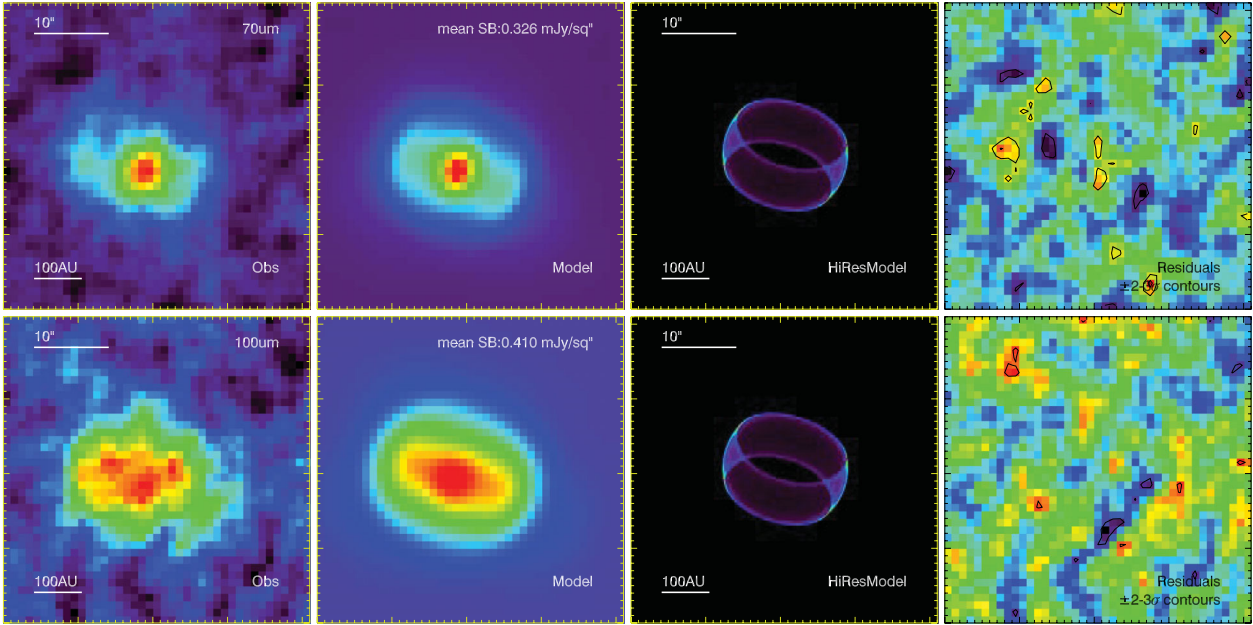 10"
70um
100AU
Obs
mean SB:0.326 mJy/sq"
Model
10"
100AU
HiResModel
Residuals
±2-3σ contours
10"
100um
100AU
Obs
mean SB:0.410 mJy/sq"
Model
10"
100AU
HiResModel
Residuals
±2-3σ contours